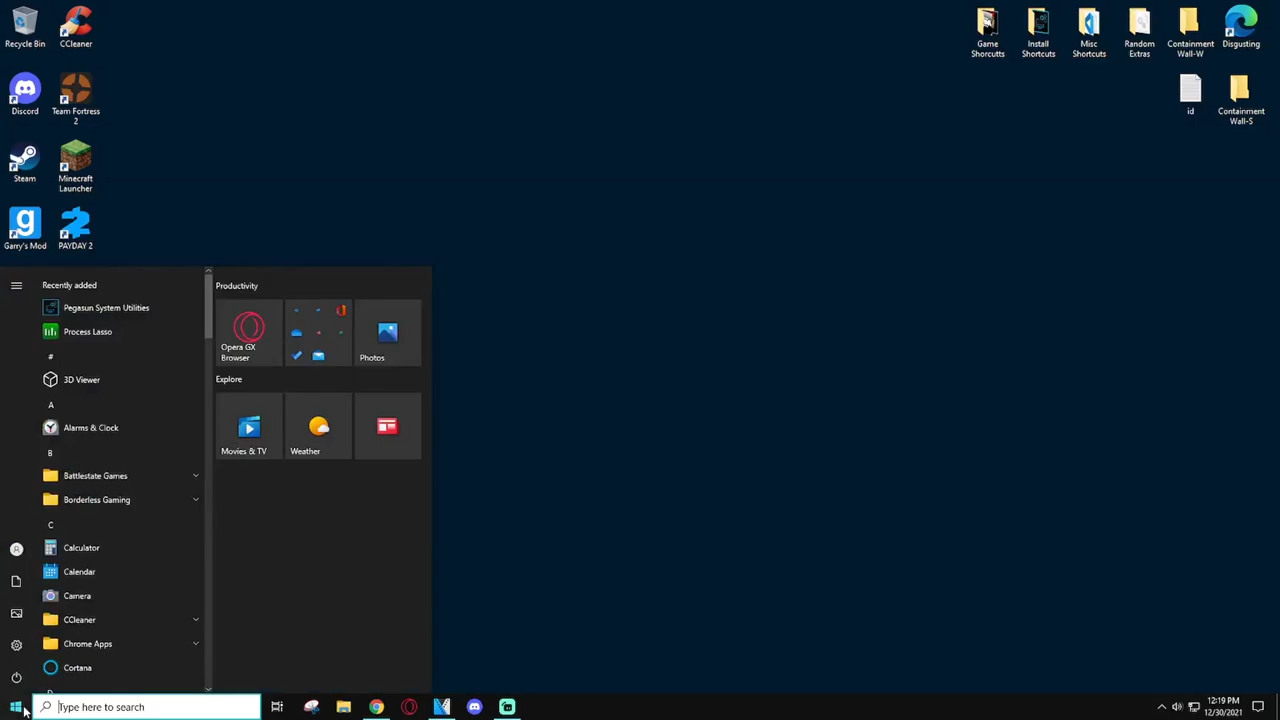 Recycle Bin
CCleaner
Game
Shorcutts
Install
Shortcuts
Misc
Shortcuts
Random
Extras
Containment
Wall-W
Disgusting
Discord
Team Fortress
2
id
Containment
Wall-S
Steam
Minecraft
Launcher
Garry's Mod
PAYDAY 2
Recently added
Pegasun System Utilities
Process Lasso
#
3D Viewer
A
Alarms & Clock
B
Battlestate Games
Borderless Gaming
C
Calculator
Calendar
Camera
CCleaner
Chrome Apps
Cortana
Productivity
Opera GX
Browser
Photos
Explore
Movies & TV
Weather
Type here to search
12:19 PM
12/30/2021